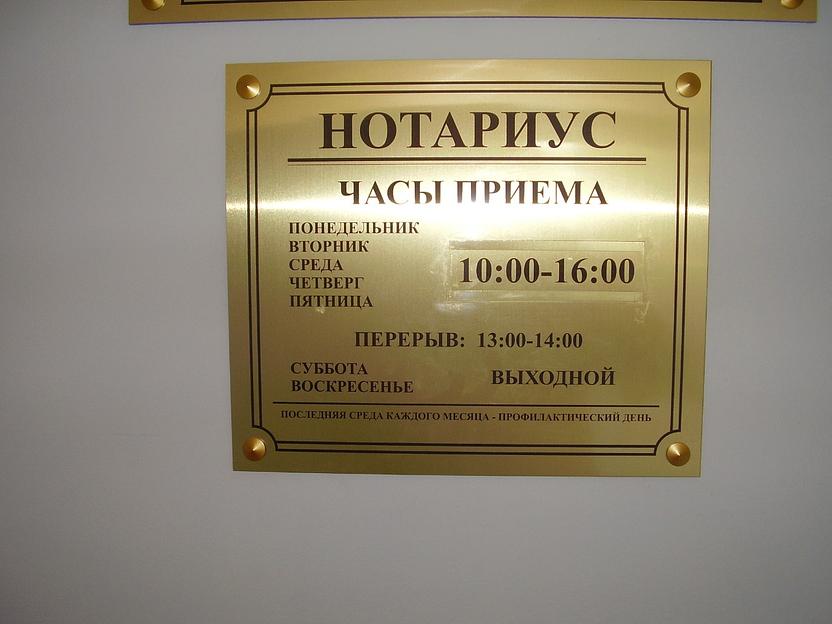 НОТАРИУС
ЧАСЫ ПРИЕМА
ПОНЕДЕЛЬНИК
ВТОРНИК
СРЕДА
ЧЕТВЕРГ
ПЯТНИЦА
10:00-16:00
ПЕРЕРЫВ: 13:00-14:00
СУББОТА
ВОСКРЕСЕНЬЕ
ВЫХОДНОЙ
ПОСЛЕДНЯЯ СРЕДА КАЖДОГО МЕСЯЦА - ПРОФИЛАКТИЧЕСКИЙ ДЕНЬ